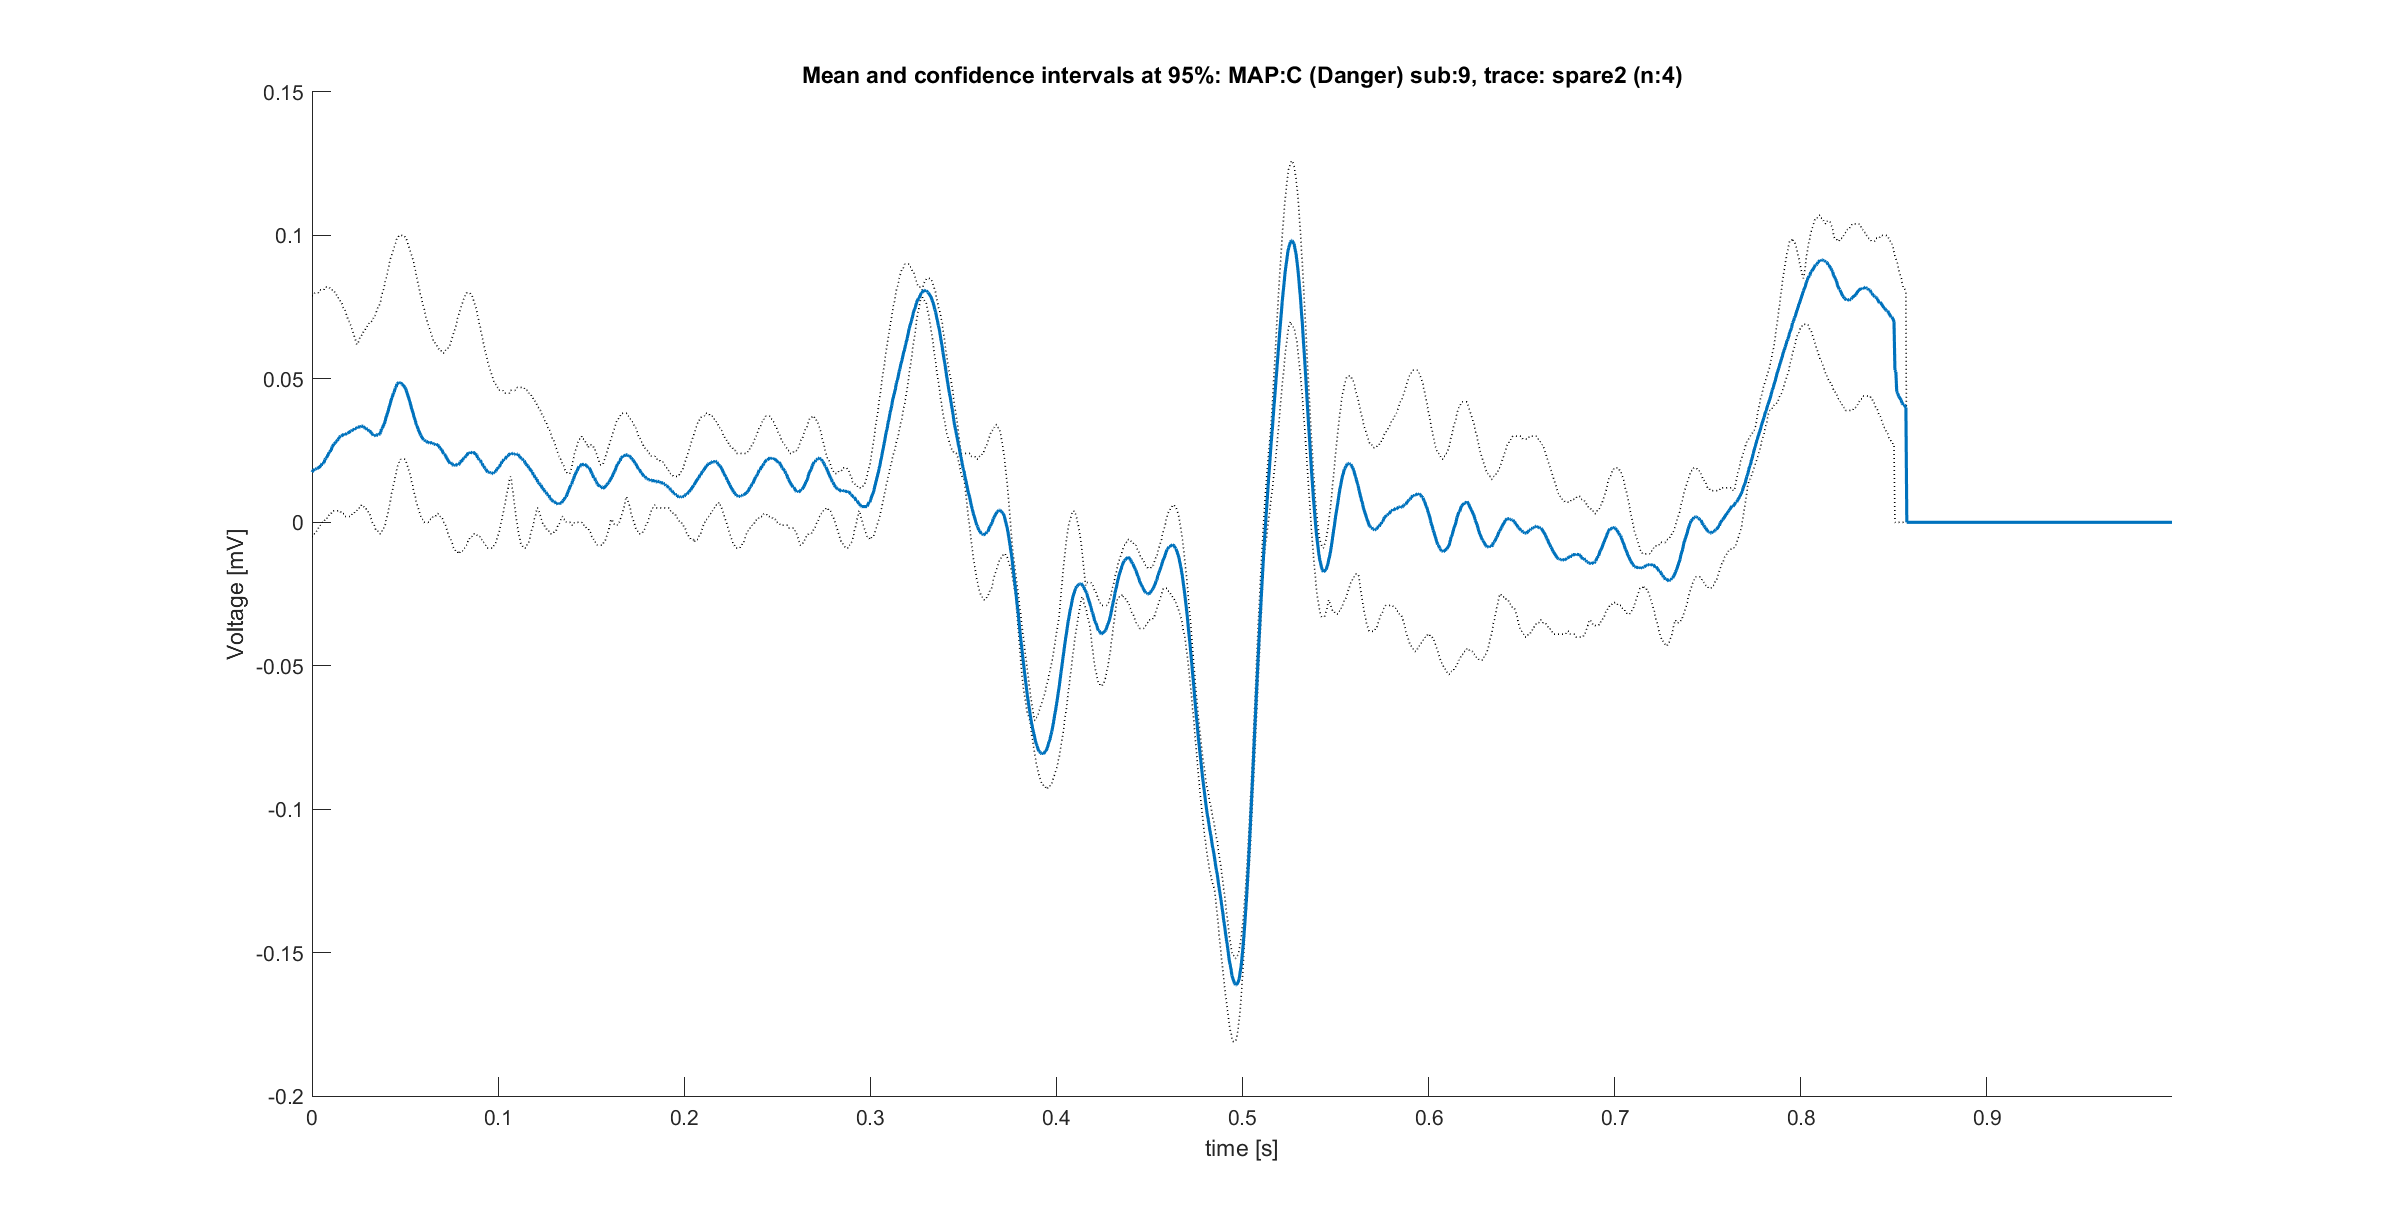 Mean and confidence intervals at 95%: MAP:C (Danger) sub:9, trace: spare2 (n:4)
0.15
0.1
0.05
0
-0.05
-0.1
-0.15
-0.2
Voltage [mV]
0 0.1 0.2 0.3 0.4 0.5 0.6 0.7 0.8 0.9
time [s]